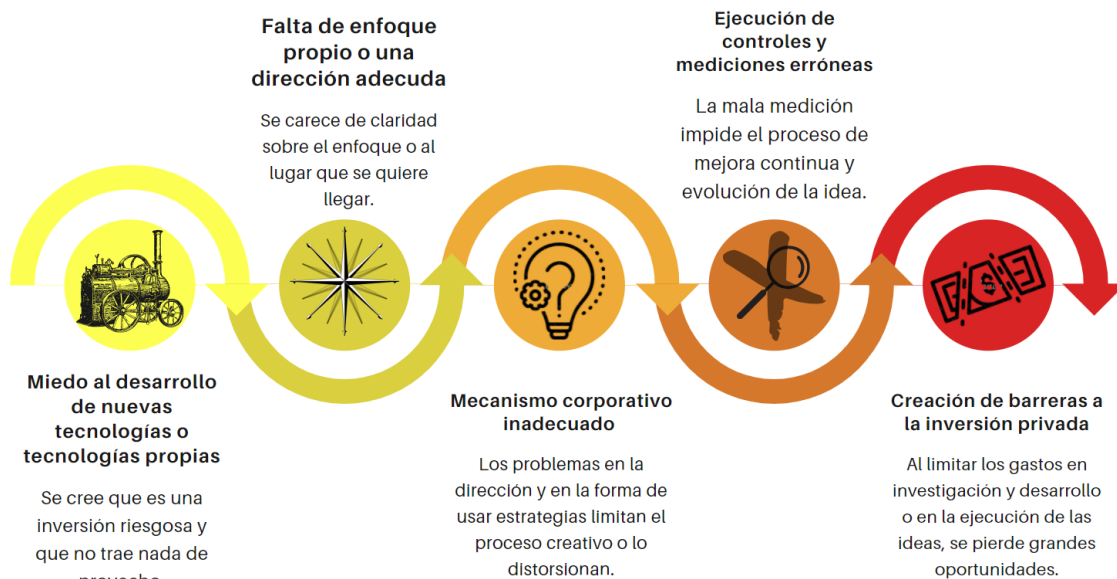 Miedo al desarrollo
de nuevas
tecnologías o
tecnologías propias
Se cree que es una
inversión riesgosa y
que no trae nada de
Falta de enfoque
propio o una
dirección adecuda
Se carece de claridad
sobre el enfoque o al
lugar que se quiere
llegar.
Mecanismo corporativo
inadecuado
Los problemas en la
dirección y en la forma de
usar estrategias limitan el
proceso creativo o lo
distorsionan.
Ejecución de
controles y
mediciones erróneas
La mala medición
impide el proceso de
mejora continua y
evolución de la idea.
Creación de barreras a
la inversión privada
Al limitar los gastos en
investigación y desarrollo
o en la ejecución de las
ideas, se pierde grandes
oportunidades.